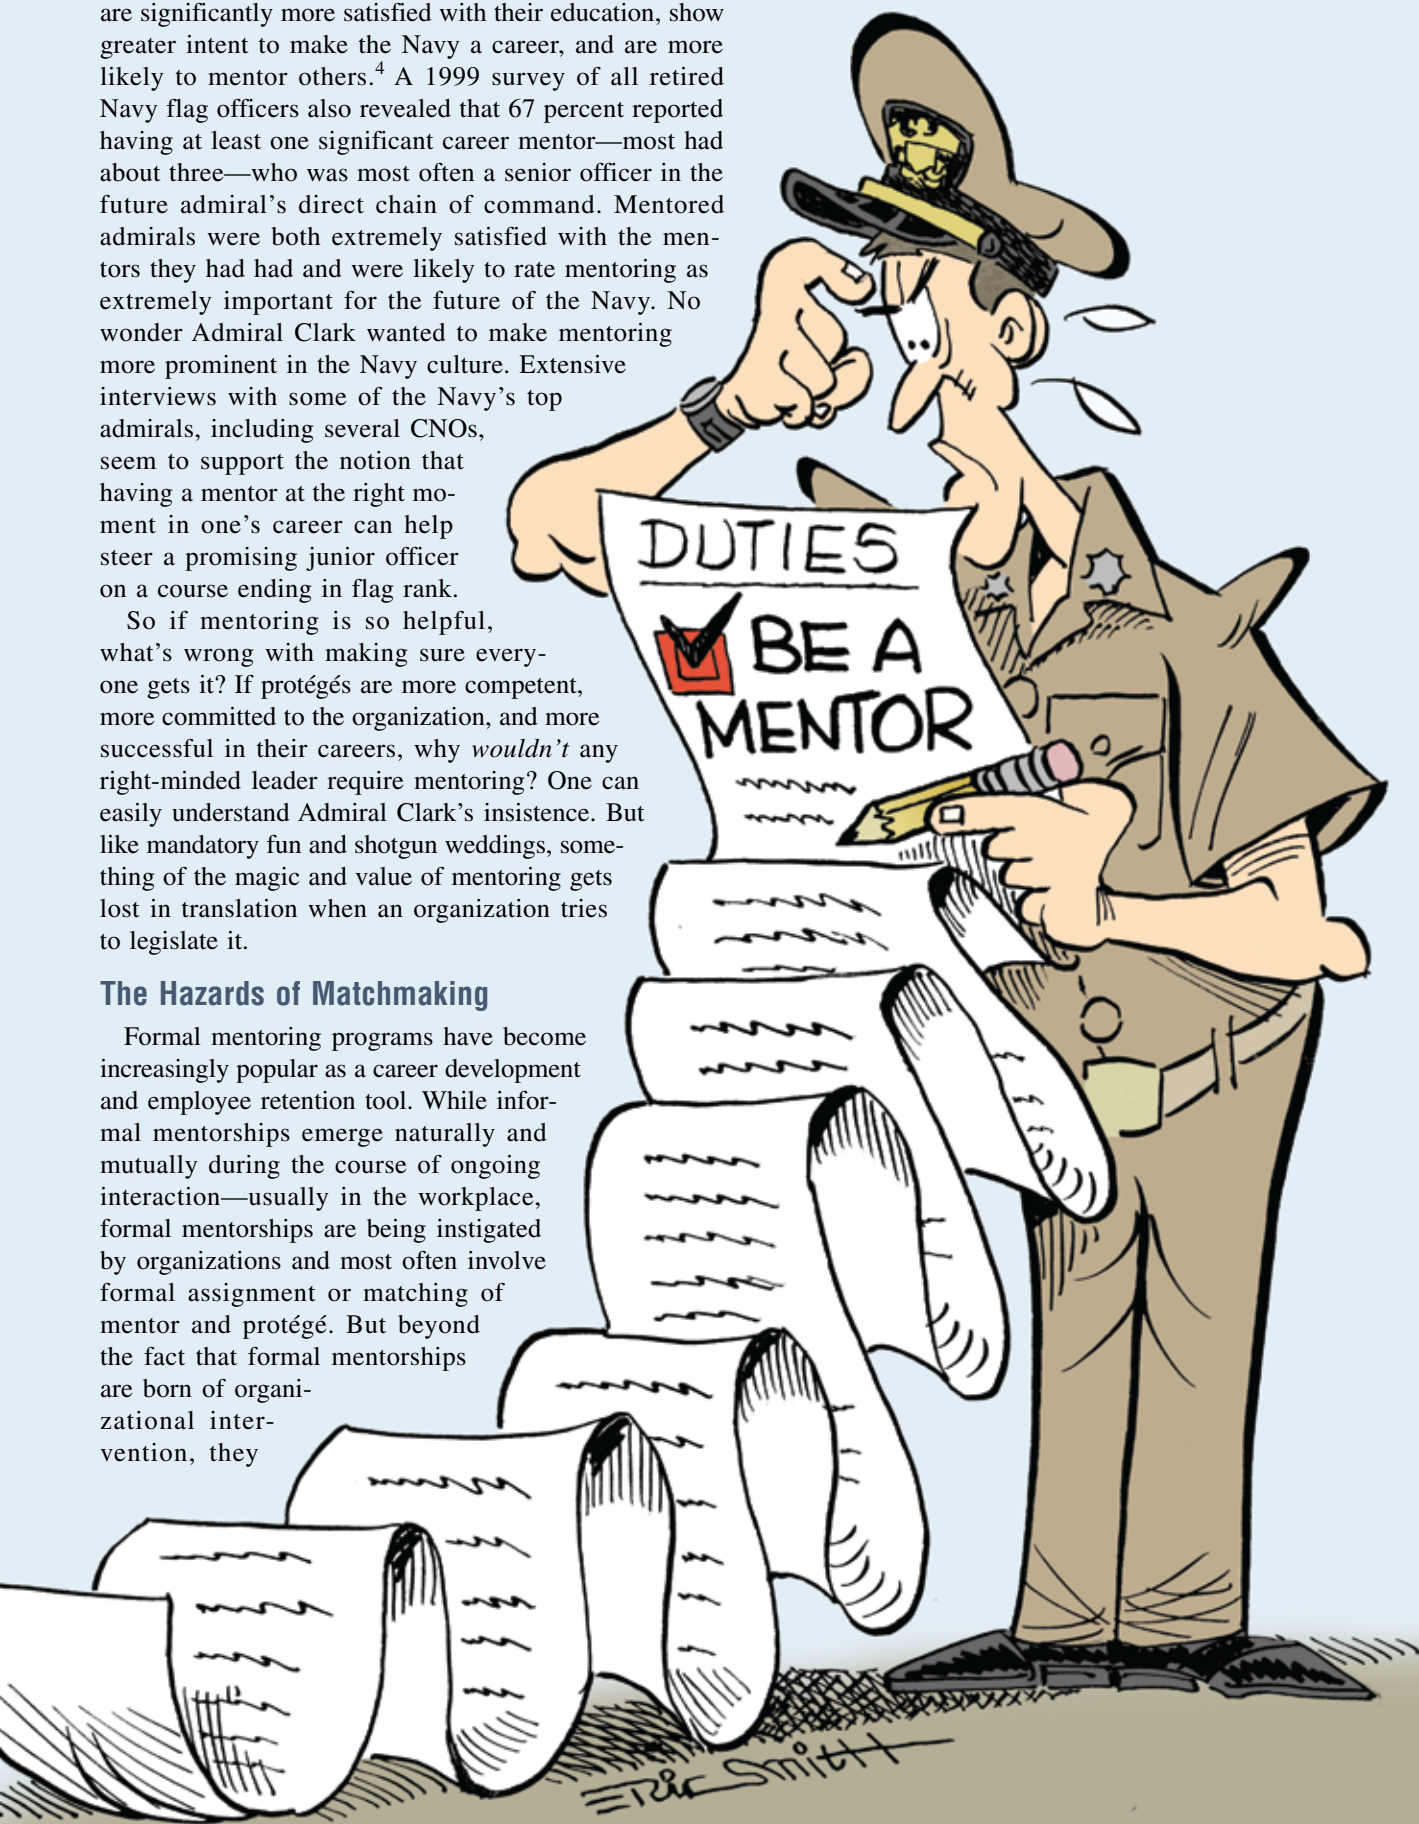 are significantly more satisfied with their education, show
greater intent to make the Navy a career, and are more
likely to mentor others.4 A 1999 survey of all retired
Navy flag officers also revealed that 67 percent reported
having at least one significant career mentor—most had
about three—who was most often a senior officer in the
future admiral's direct chain of command. Mentored
admirals were both extremely satisfied with the men-
tors they had had and were likely to rate mentoring as
extremely important for the future of the Navy. No
wonder Admiral Clark wanted to make mentoring
more prominent in the Navy culture. Extensive
interviews with some of the Navy's top
admirals, including several CNOs,
seem to support the notion that
having a mentor at the right mo-
ment in one's career can help
steer a promising junior officer
on a course ending in flag rank.
So if mentoring is so helpful,
what's wrong with making sure every-
one gets it? If protégés are more competent,
more committed to the organization, and more
successful in their careers, why wouldn't any
right-minded leader require mentoring? One can
easily understand Admiral Clark's insistence. But
like mandatory fun and shotgun weddings, some-
thing of the magic and value of mentoring gets
lost in translation when an organization tries
to legislate it.
The Hazards of Matchmaking
Formal mentoring programs have become
increasingly popular as a career development
and employee retention tool. While infor-
mal mentorships emerge naturally and
mutually during the course of ongoing
interaction—usually in the workplace,
formal mentorships are being instigated
by organizations and most often involve
formal assignment or matching of
mentor and protégé. But beyond
the fact that formal mentorships
are born of organi-
zational inter-
vention, they
DUTIES
BE A
MENTOR
ERIC SMITH